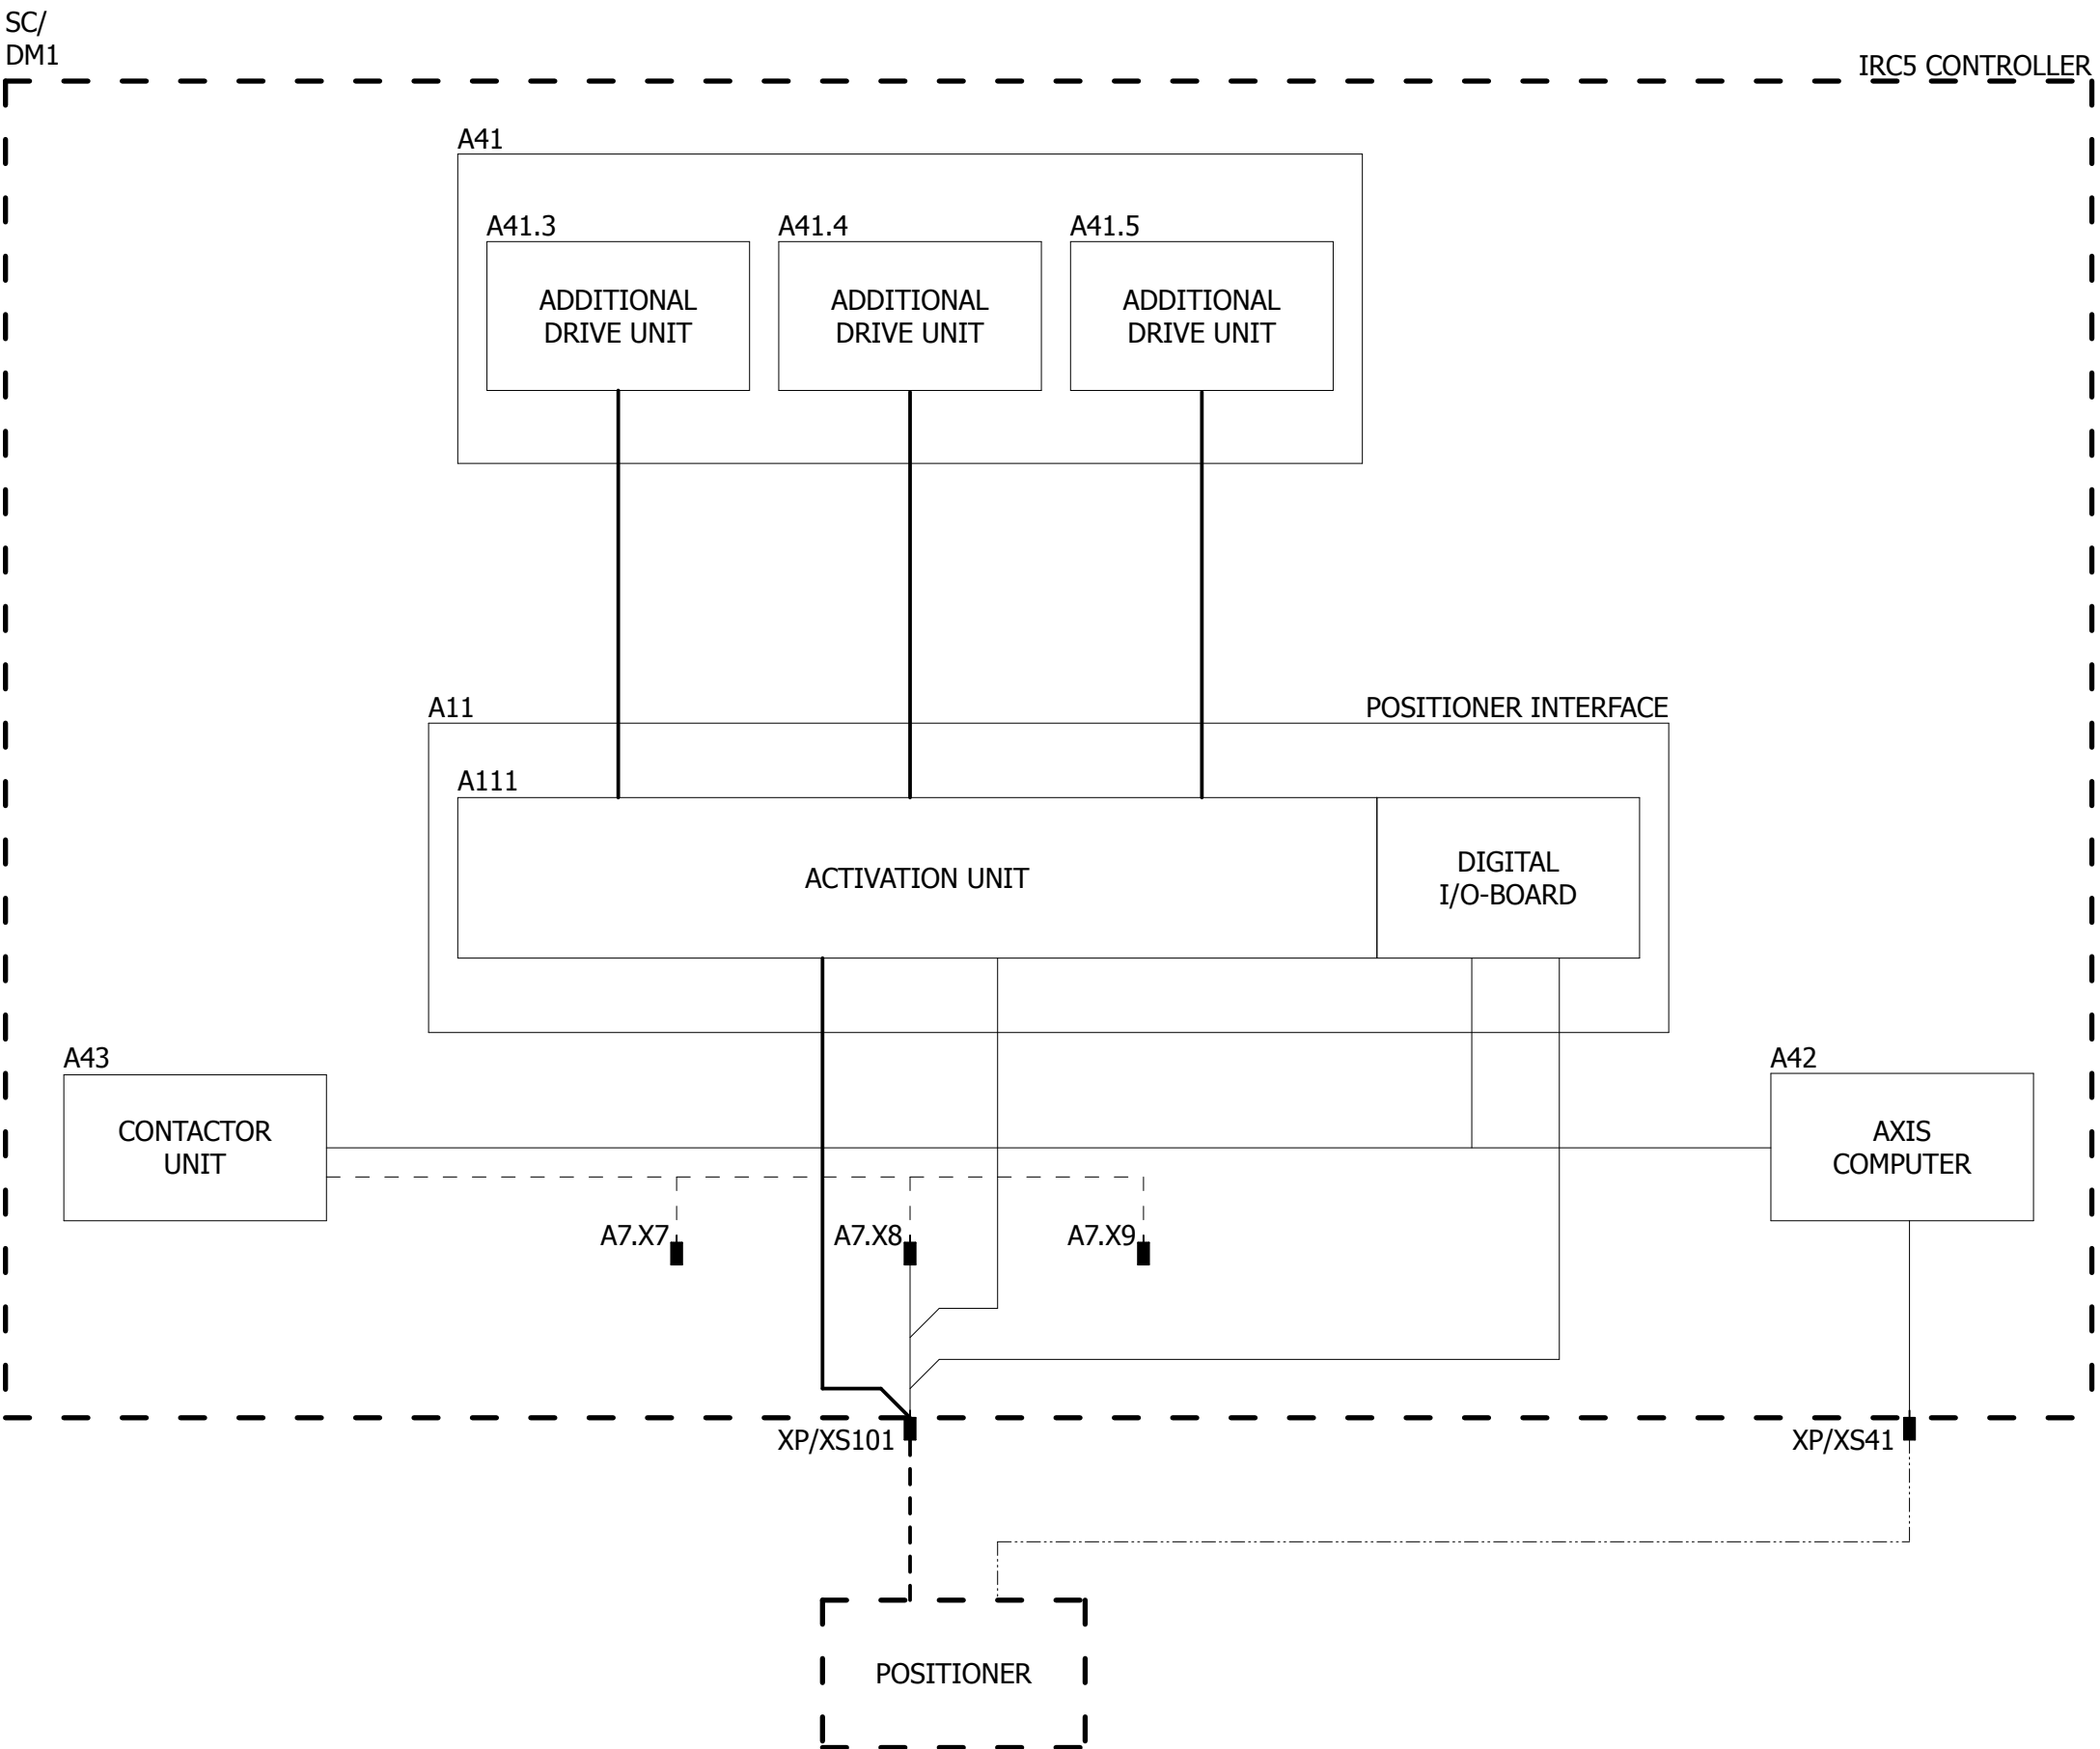 SC/
DM1
IRC5 CONTROLLER
A41
A41.3
A41.4
A41.5
ADDITIONAL
DRIVE UNIT
ADDITIONAL
DRIVE UNIT
ADDITIONAL
DRIVE UNIT
A11
POSITIONER INTERFACE
A111
ACTIVATION UNIT
DIGITAL
I/O-BOARD
A43
CONTACTOR
UNIT
A42
AXIS
COMPUTER
A7.X7
A7.X8
A7.X9
XP/XS101
XP/XS41
POSITIONER